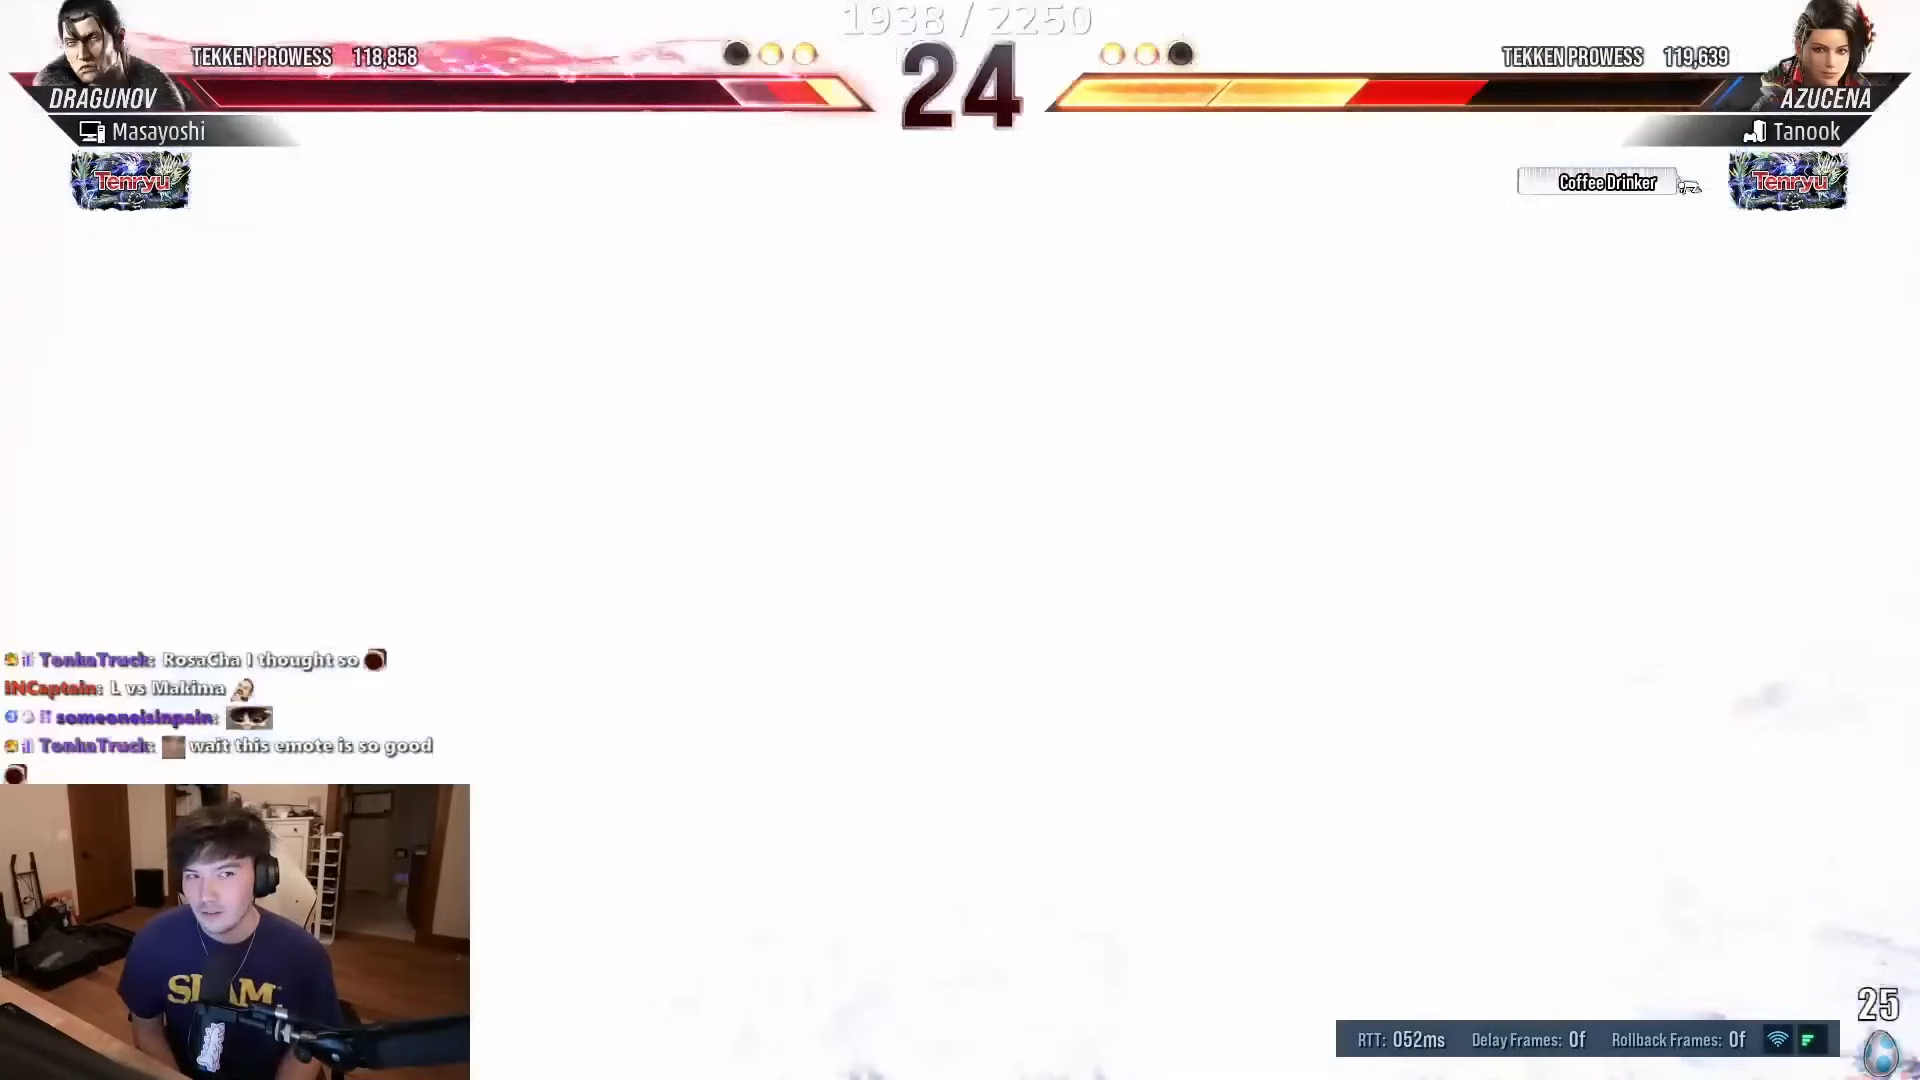 1938 / 2250
TEKKEN PROWESS 118,858
24
TEKKEN PROWESS 119,639
DRAGUNOV
AZUCENA
Masayoshi
Tanook
Tenryu
Coffee Drinker
Tenryu
TonkaTruck: RosaCha I thought so
INCaptain: L vs Makima
someoneisinpain:
TonkaTruck: wait this emote is so good
SLAM
25
RTT: 052ms Delay Frames: 0f Rollback Frames: 0f